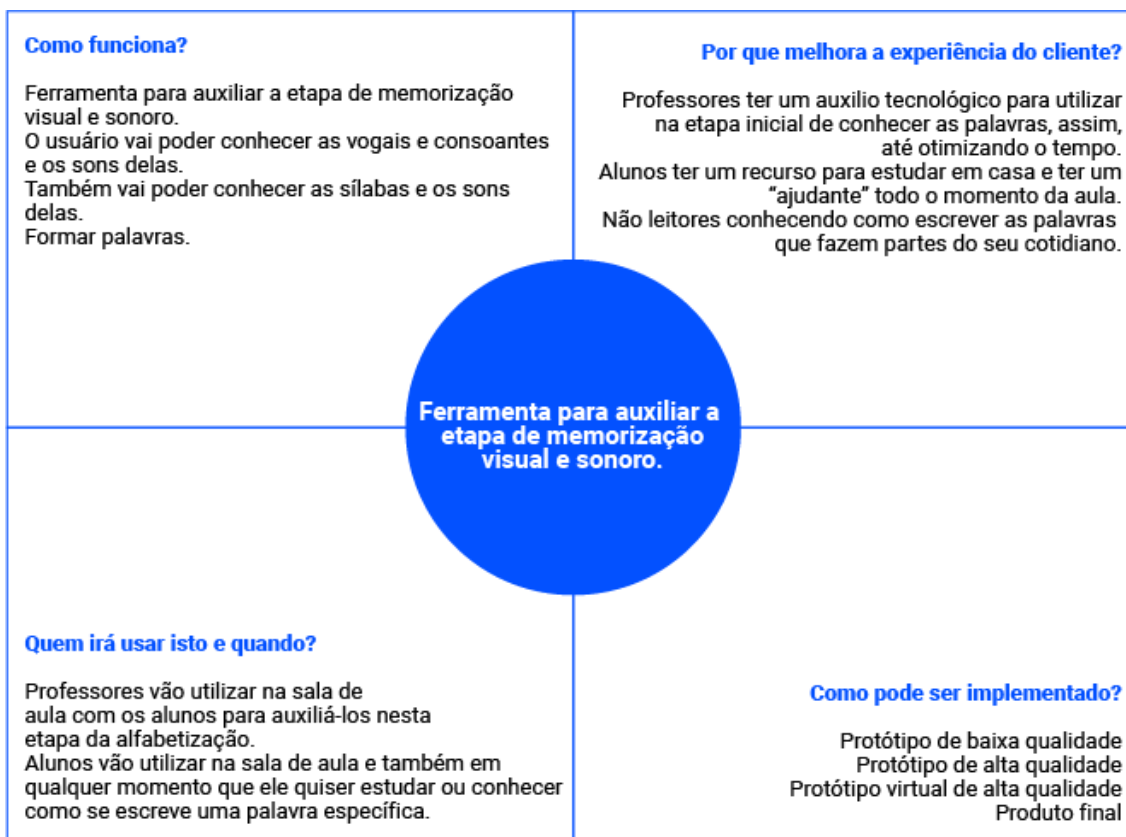 Como funciona?
Ferramenta para auxiliar a etapa de memorização
visual e sonoro.
O usuário vai poder conhecer as vogais e consoantes
e os sons delas.
Também vai poder conhecer as sílabas e os sons
delas.
Formar palavras.
Por que melhora a experiência do cliente?
Professores ter um auxilio tecnológico para utilizar
na etapa inicial de conhecer as palavras, assim,
até otimizando o tempo.
Alunos ter um recurso para estudar em casa e ter um
“ajudante” todo o momento da aula.
Não leitores conhecendo como escrever as palavras
que fazem partes do seu cotidiano.
Ferramenta para auxiliar a
etapa de memorização
visual e sonoro.
Quem irá usar isto e quando?
Professores vão utilizar na sala de
aula com os alunos para auxiliá-los nesta
etapa da alfabetização.
Alunos vão utilizar na sala de aula e também em
qualquer momento que ele quiser estudar ou conhecer
como se escreve uma palavra específica.
Como pode ser implementado?
Protótipo de baixa qualidade
Protótipo de alta qualidade
Protótipo virtual de alta qualidade
Produto final